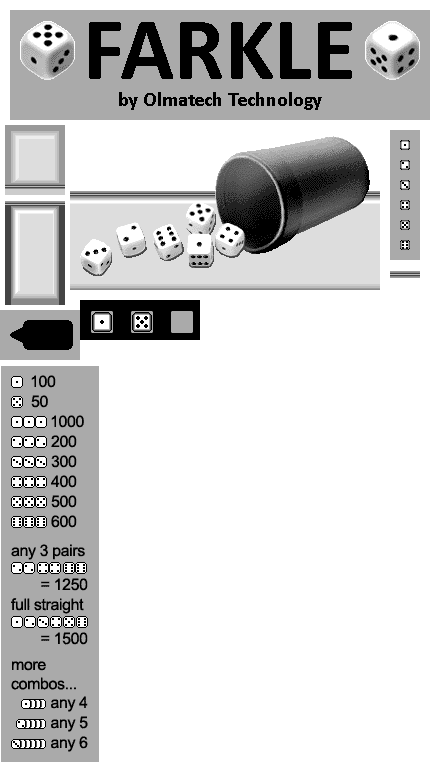 FARKLE
by Olmatech Technology
100
50
1000
200
300
400
500
600
any 3 pairs
= 1250
full straight
= 1500
more
combos...
any 4
any 5
any 6